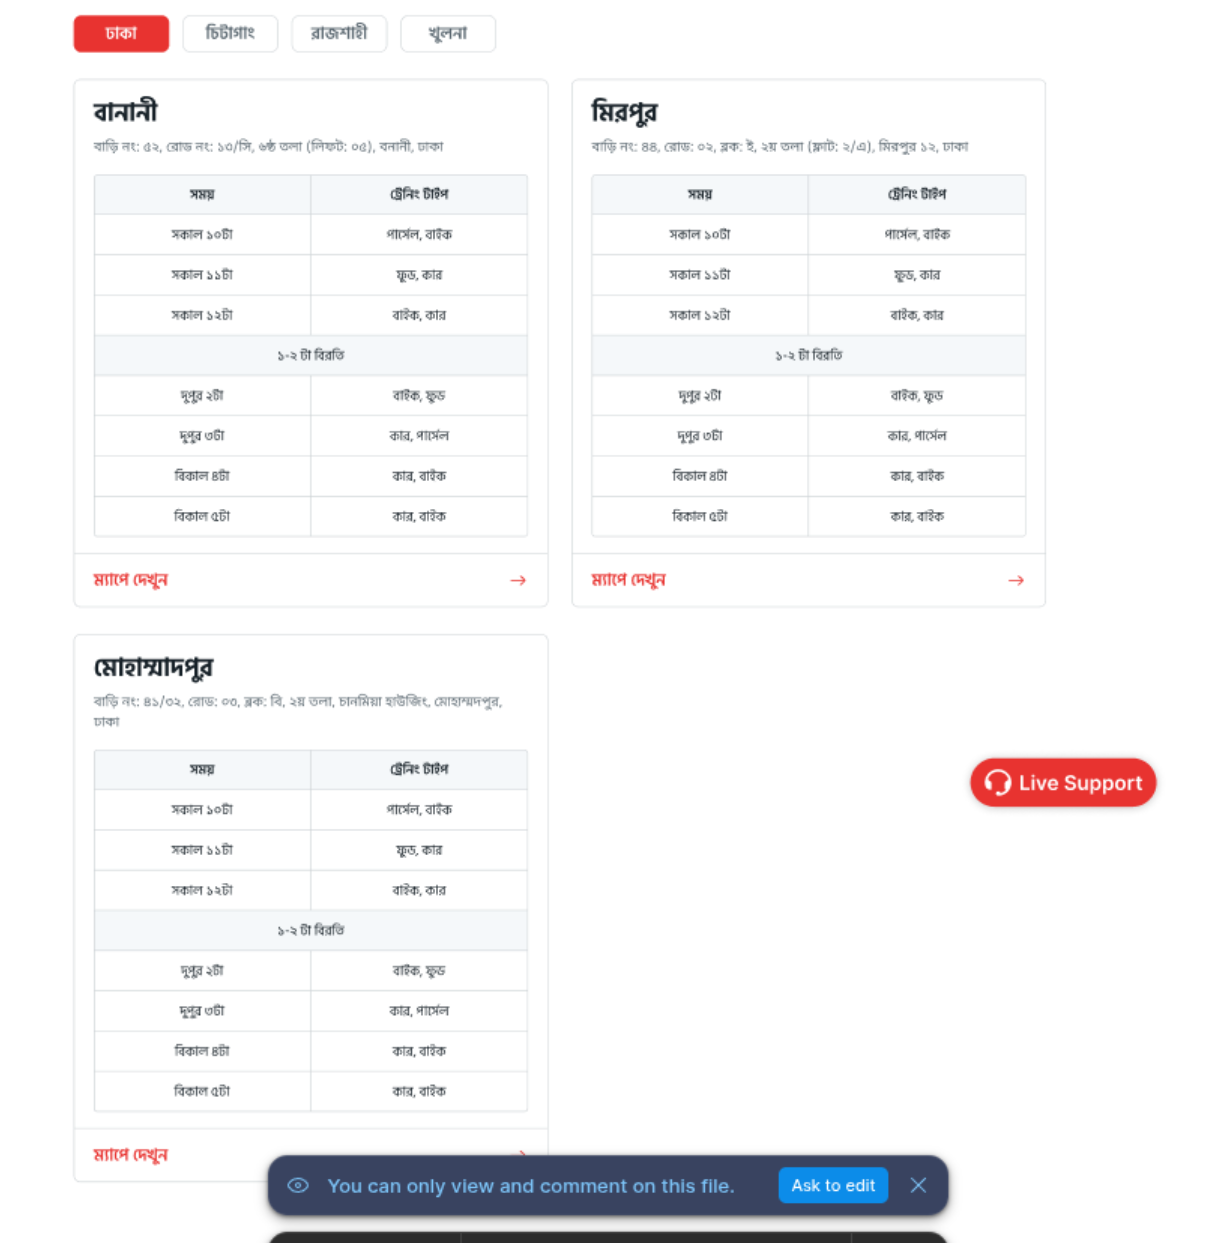 ঢাকা চিটাগাং রাজশাহী খুলনা
বানানী
বাড়ি নং: ৫২, রোড নং: ১৩/সি, ৬ষ্ঠ তলা (লিফট: ০৫), বনানী, ঢাকা
সময় ট্রেনিং টাইপ
সকাল ১০টা পার্সেল, বাইক
সকাল ১১টা ফুড, কার
সকাল ১২টা বাইক, কার
১-২ টা বিরতি
দুপুর ২টা বাইক, ফুড
দুপুর ৩টা কার, পার্সেল
বিকাল ৪টা কার, বাইক
বিকাল ৫টা কার, বাইক
ম্যাপে দেখুন →
মিরপুর
বাড়ি নং: ৪৪, রোড: ০২, ব্লক: ই, ২য় তলা (ফ্লাট: ২/এ), মিরপুর ১২, ঢাকা
সময় ট্রেনিং টাইপ
সকাল ১০টা পার্সেল, বাইক
সকাল ১১টা ফুড, কার
সকাল ১২টা বাইক, কার
১-২ টা বিরতি
দুপুর ২টা বাইক, ফুড
দুপুর ৩টা কার, পার্সেল
বিকাল ৪টা কার, বাইক
বিকাল ৫টা কার, বাইক
ম্যাপে দেখুন →
মোহাম্মাদপুর
বাড়ি নং: ৪১/৩২, রোড: ০৩, ব্লক: বি, ২য় তলা, চানমিয়া হাউজিং, মোহাম্মদপুর,
ঢাকা
সময় ট্রেনিং টাইপ
সকাল ১০টা পার্সেল, বাইক
সকাল ১১টা ফুড, কার
সকাল ১২টা বাইক, কার
১-২ টা বিরতি
দুপুর ২টা বাইক, ফুড
দুপুর ৩টা কার, পার্সেল
বিকাল ৪টা কার, বাইক
বিকাল ৫টা কার, বাইক
ম্যাপে দেখুন
Live Support
You can only view and comment on this file. Ask to edit